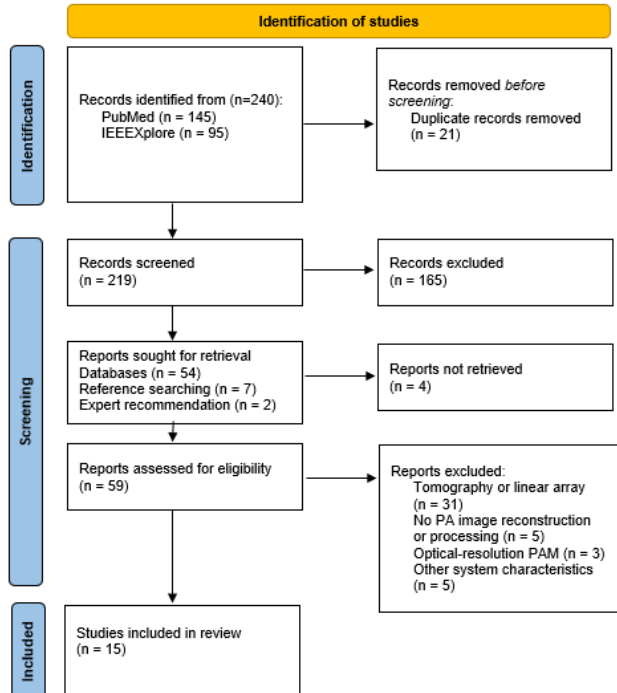 Identification of studies
Identification
Records identified from (n=240):
PubMed (n = 145)
IEEEXplore (n = 95)
Records removed before
screening:
Duplicate records removed
(n = 21)
Screening
Records screened
(n = 219)
Records excluded
(n = 165)
Reports sought for retrieval
Databases (n = 54)
Reference searching (n = 7)
Expert recommendation (n = 2)
Reports not retrieved
(n = 4)
Reports assessed for eligibility
(n = 59)
Reports excluded:
Tomography or linear array
(n = 31)
No PA image reconstruction
or processing (n = 5)
Optical-resolution PAM (n = 3)
Other system characteristics
(n = 5)
Included
Studies included in review
(n = 15)